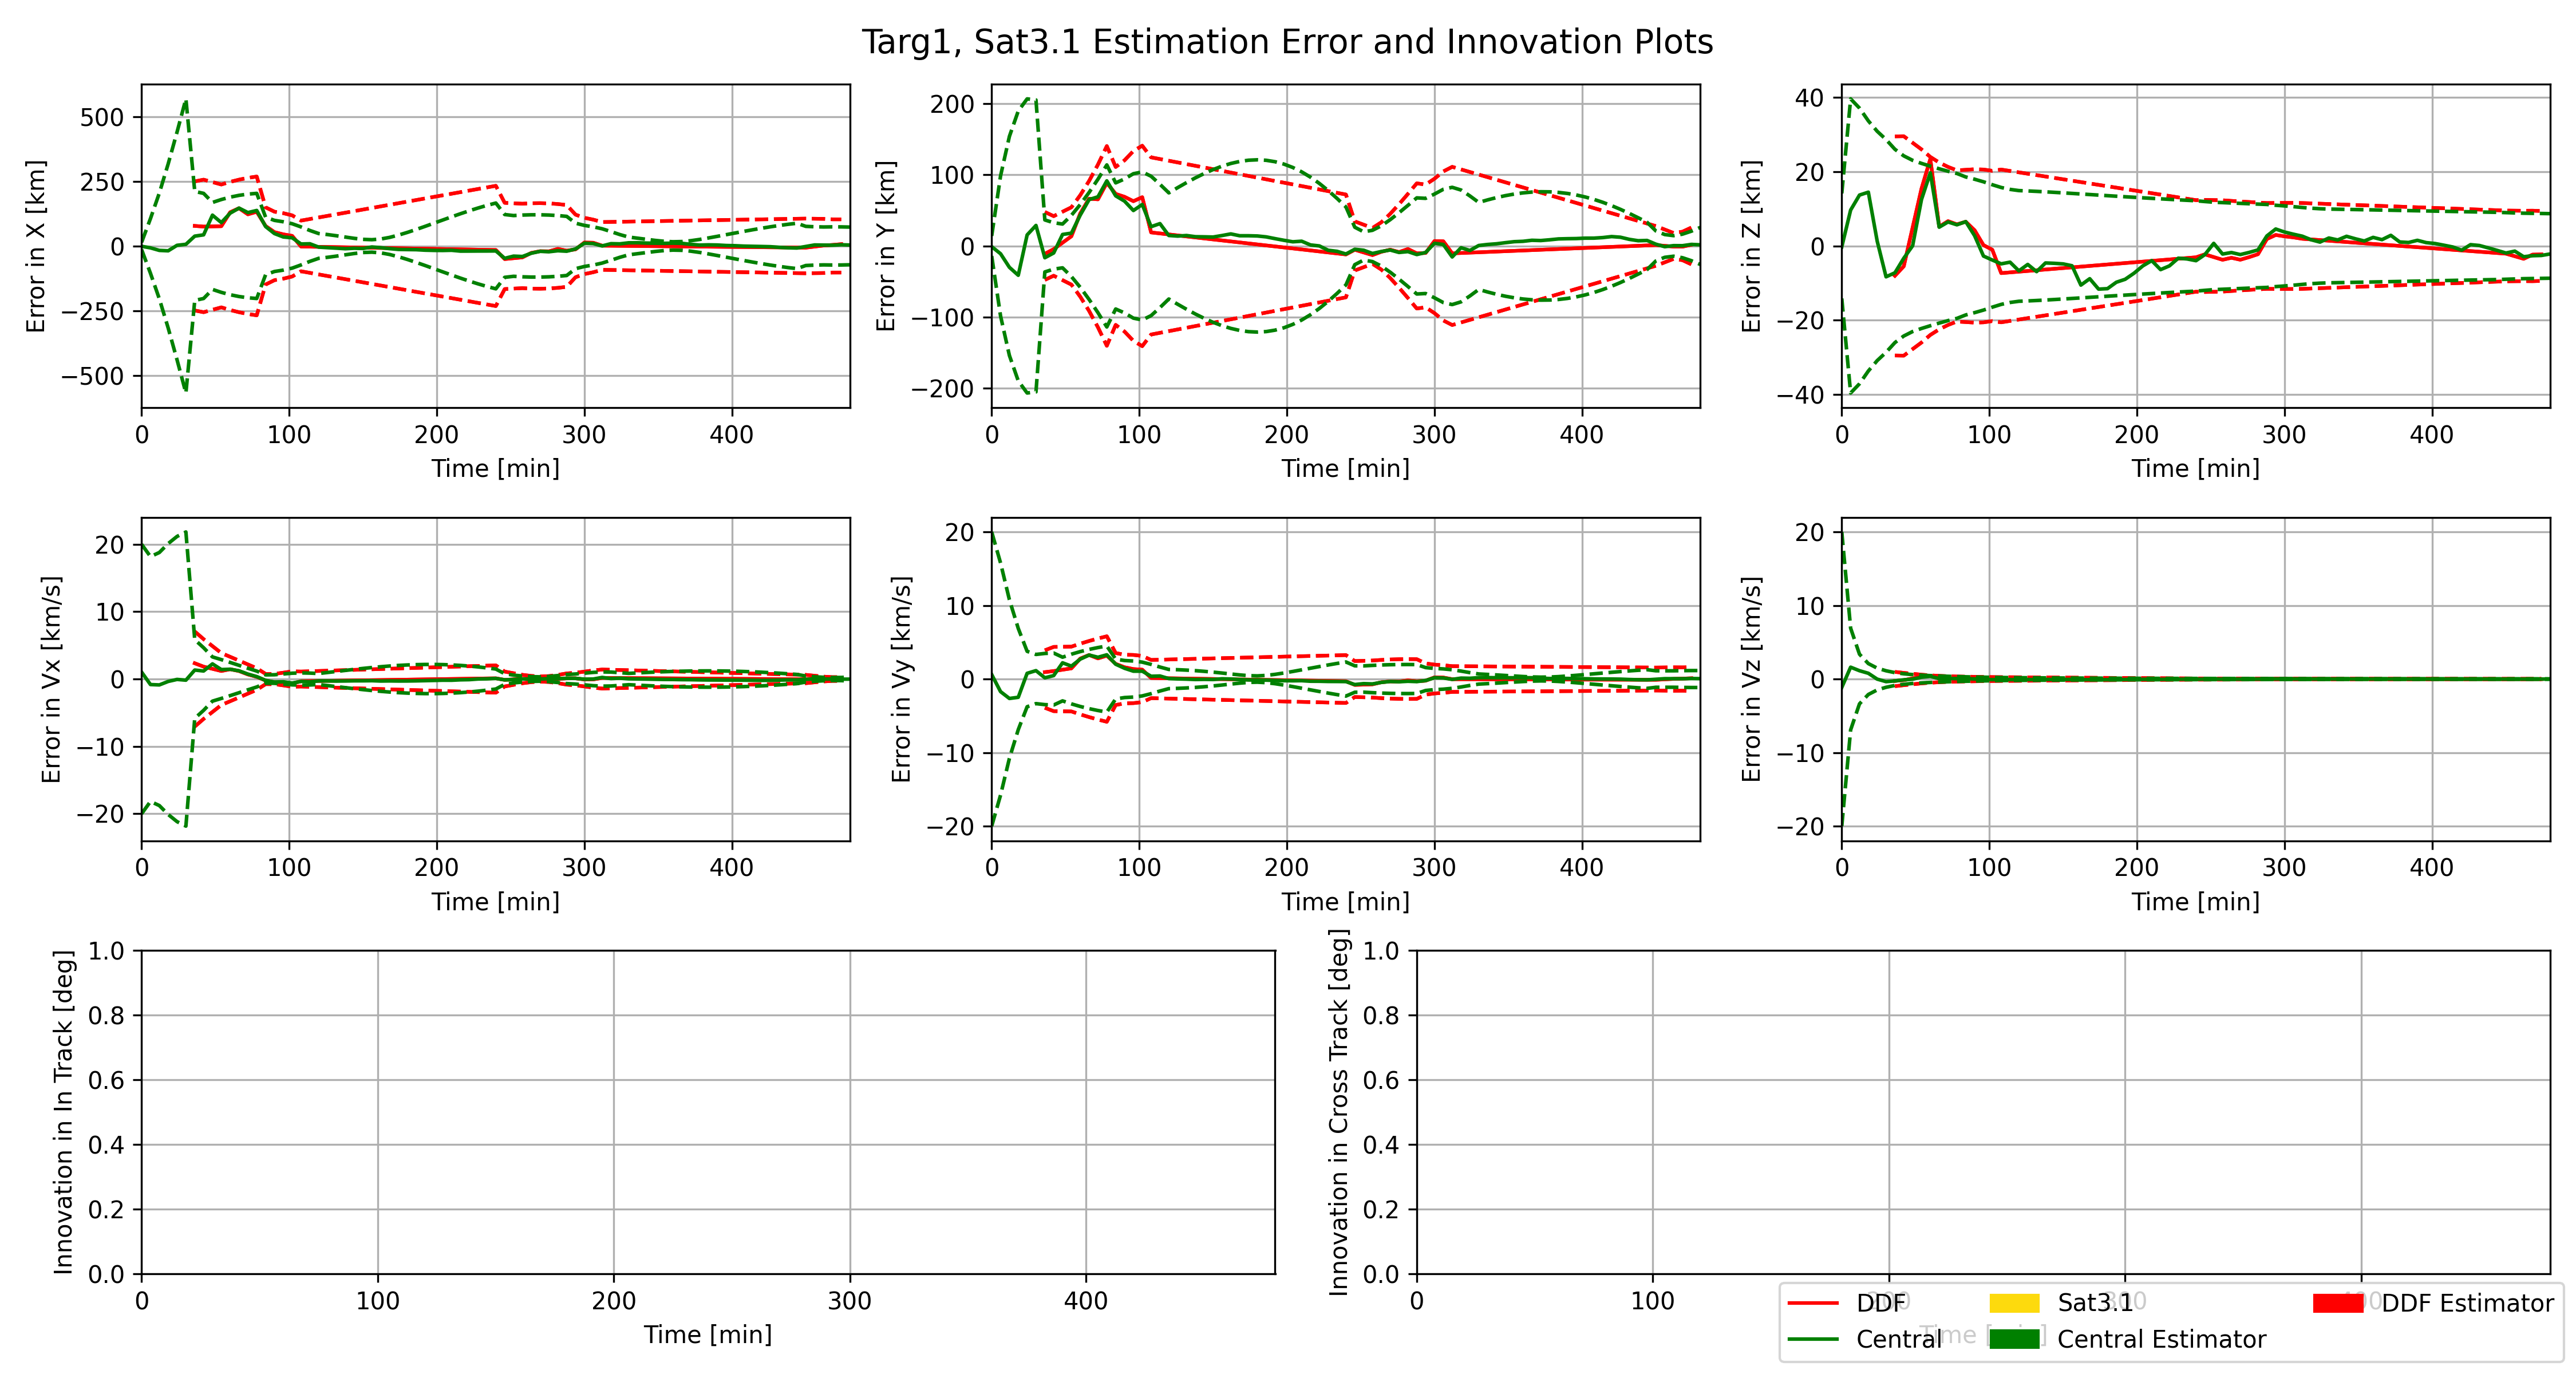 Targ1, Sat3.1 Estimation Error and Innovation Plots
Error in X [km]
500
250
0
−250
−500
0 100 200 300 400
Time [min]
Error in Y [km]
200
100
0
−100
−200
0 100 200 300 400
Time [min]
Error in Z [km]
40
20
0
−20
−40
0 100 200 300 400
Time [min]
Error in Vx [km/s]
20
10
0
−10
−20
0 100 200 300 400
Time [min]
Error in Vy [km/s]
20
10
0
−10
−20
0 100 200 300 400
Time [min]
Error in Vz [km/s]
20
10
0
−10
−20
0 100 200 300 400
Time [min]
Innovation in In Track [deg]
1.0
0.8
0.6
0.4
0.2
0.0
0 100 200 300 400
Time [min]
Innovation in Cross Track [deg]
1.0
0.8
0.6
0.4
0.2
0.0
0 100 200 300 400
Time [min]
DDF
Central
Sat3.1
Central Estimator
DDF Estimator